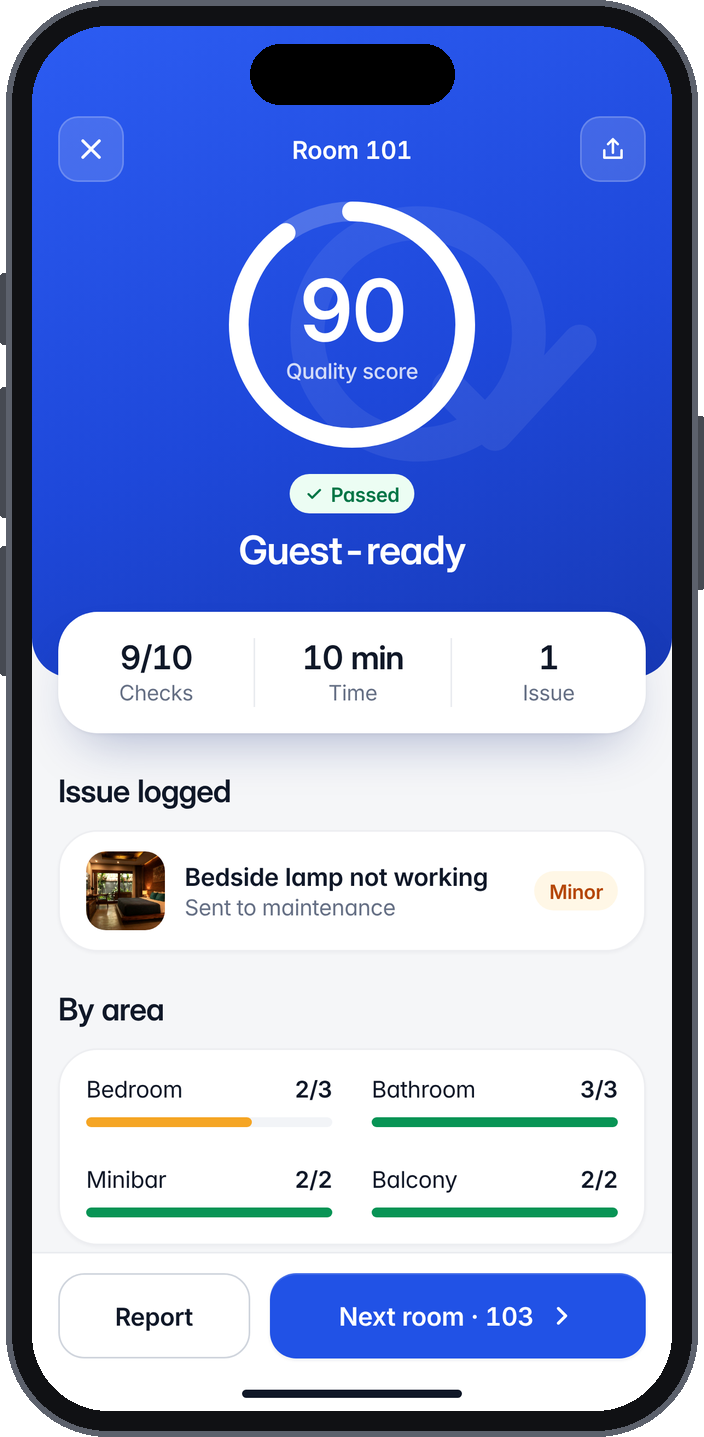 Room 101
90
Quality score
Passed
Guest-ready
9/10
Checks
10 min
Time
1
Issue
Issue logged
Bedside lamp not working
Sent to maintenance
Minor
By area
Bedroom 2/3
Bathroom 3/3
Minibar 2/2
Balcony 2/2
Report
Next room · 103